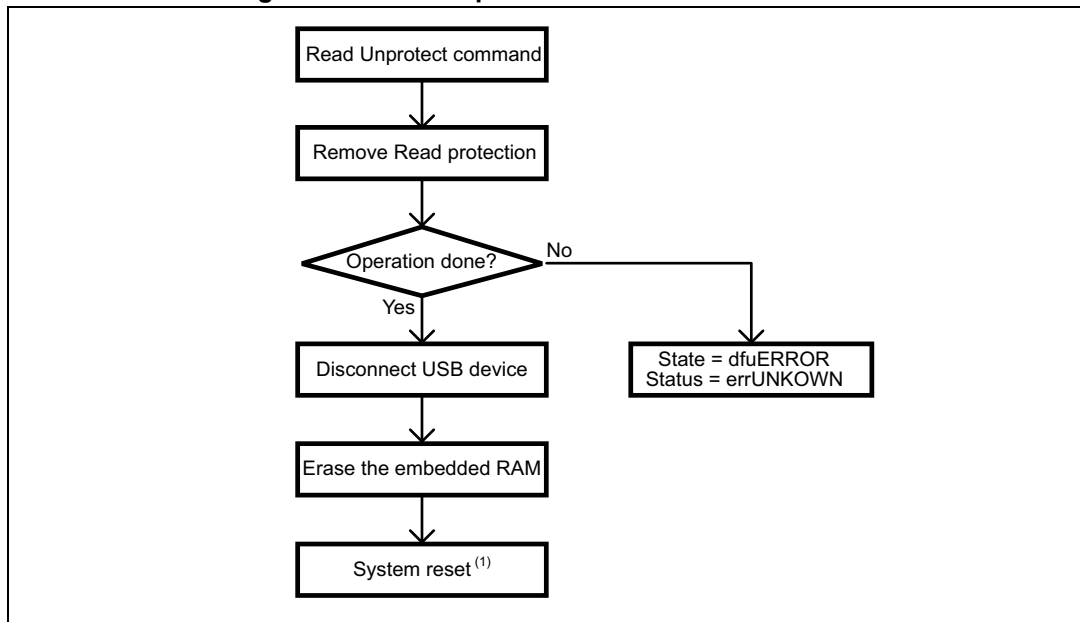 Read Unprotect command
Remove Read protection
Operation done?
No
Yes
Disconnect USB device
State = dfuERROR
Status = errUNKOWN
Erase the embedded RAM
System reset (1)